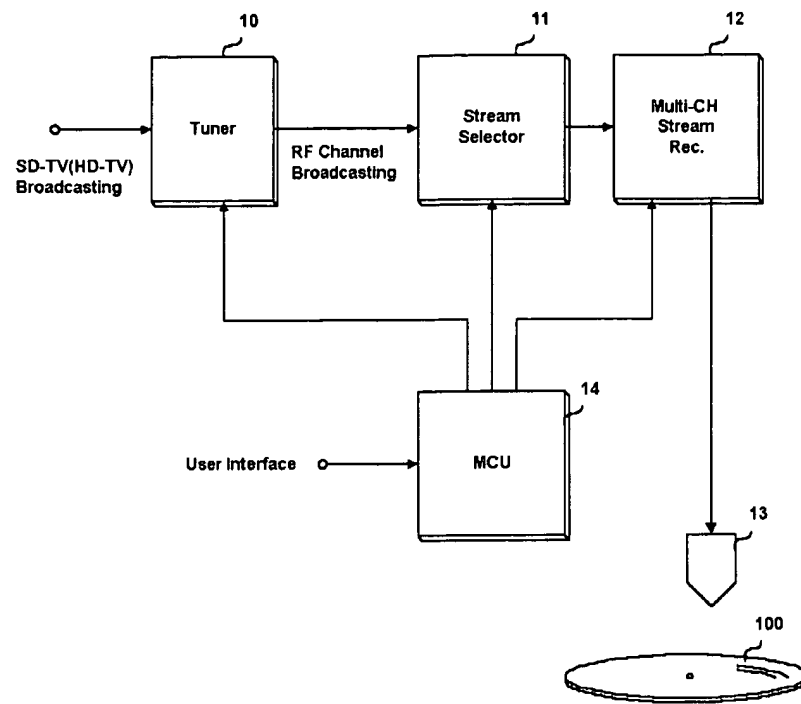 10
11
12
Tuner
Stream
Selector
Multi-CH
Stream
Rec.
SD-TV(HD-TV)
Broadcasting
RF Channel
Broadcasting
14
User Interface
MCU
13
100